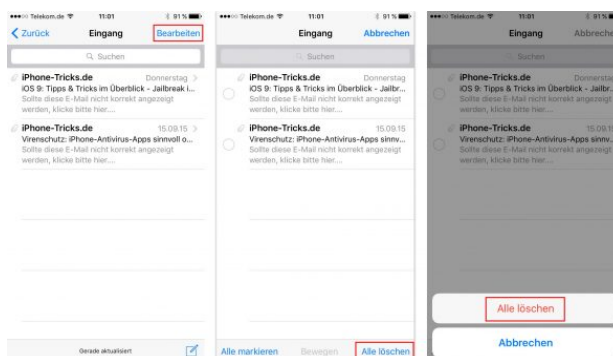 Telekom.de 11:01 91 %
Zurück Eingang Bearbeiten
Suchen
iPhone-Tricks.de Donnerstag
iOS 9: Tipps & Tricks im Überblick - Jailbreak i...
Sollte diese E-Mail nicht korrekt angezeigt
werden, klicke bitte hier....
iPhone-Tricks.de 15.09.15
Virenschutz: iPhone-Antivirus-Apps sinnvoll o...
Sollte diese E-Mail nicht korrekt angezeigt
werden, klicke bitte hier....
Gerade aktualisiert
Telekom.de 11:01 91 %
Eingang Abbrechen
Suchen
iPhone-Tricks.de Donnerstag
iOS 9: Tipps & Tricks im Überblick - Jailbr...
Sollte diese E-Mail nicht korrekt angezeigt
werden, klicke bitte hier....
iPhone-Tricks.de 15.09.15
Virenschutz: iPhone-Antivirus-Apps sinnv...
Sollte diese E-Mail nicht korrekt angezeigt
werden, klicke bitte hier....
Alle markieren Bewegen Alle löschen
Telekom.de 11:01 91 %
Eingang Abbreche
Suchen
iPhone-Tricks.de Donnersta
iOS 9: Tipps & Tricks im Überblick - Jailbr..
Sollte diese E-Mail nicht korrekt angezeigt
werden, klicke bitte hier....
iPhone-Tricks.de 15.09.1
Virenschutz: iPhone-Antivirus-Apps sinnv..
Sollte diese E-Mail nicht korrekt angezeigt
werden, klicke bitte hier....
Alle löschen
Abbrechen